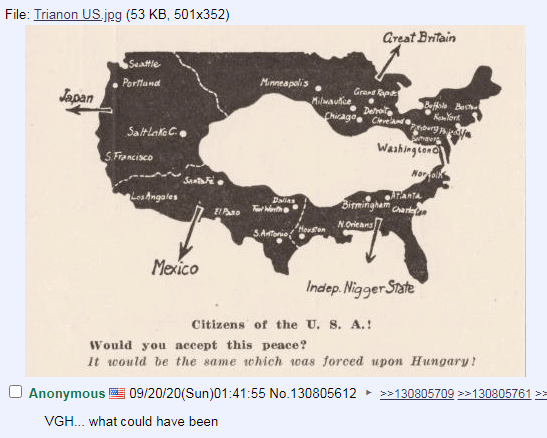 File: Trianon US.jpg (53 KB, 501x352)
Great Britain
Seattle
Portland
Minneapolis
Grand Rapids
Japan
Milwaukee
Detroit
Buffalo
Boston
Chicago
Cleveland
New York
Salt Lake C.
Washington
S. Francisco
Norfolk
Santa Fé
Los Angeles
Dallas
Atlanta
Fort Worth
Birmingham
Charleston
El Paso
N. Orleans
S. Antonio
Houston
Mexico
Indep. Nigger State
Citizens of the U. S. A.!
Would you accept this peace?
It would be the same which was forced upon Hungary!
Anonymous 09/20/20(Sun)01:41:55 No.130805612 >>130805709 >>130805761 >>
VGH... what could have been